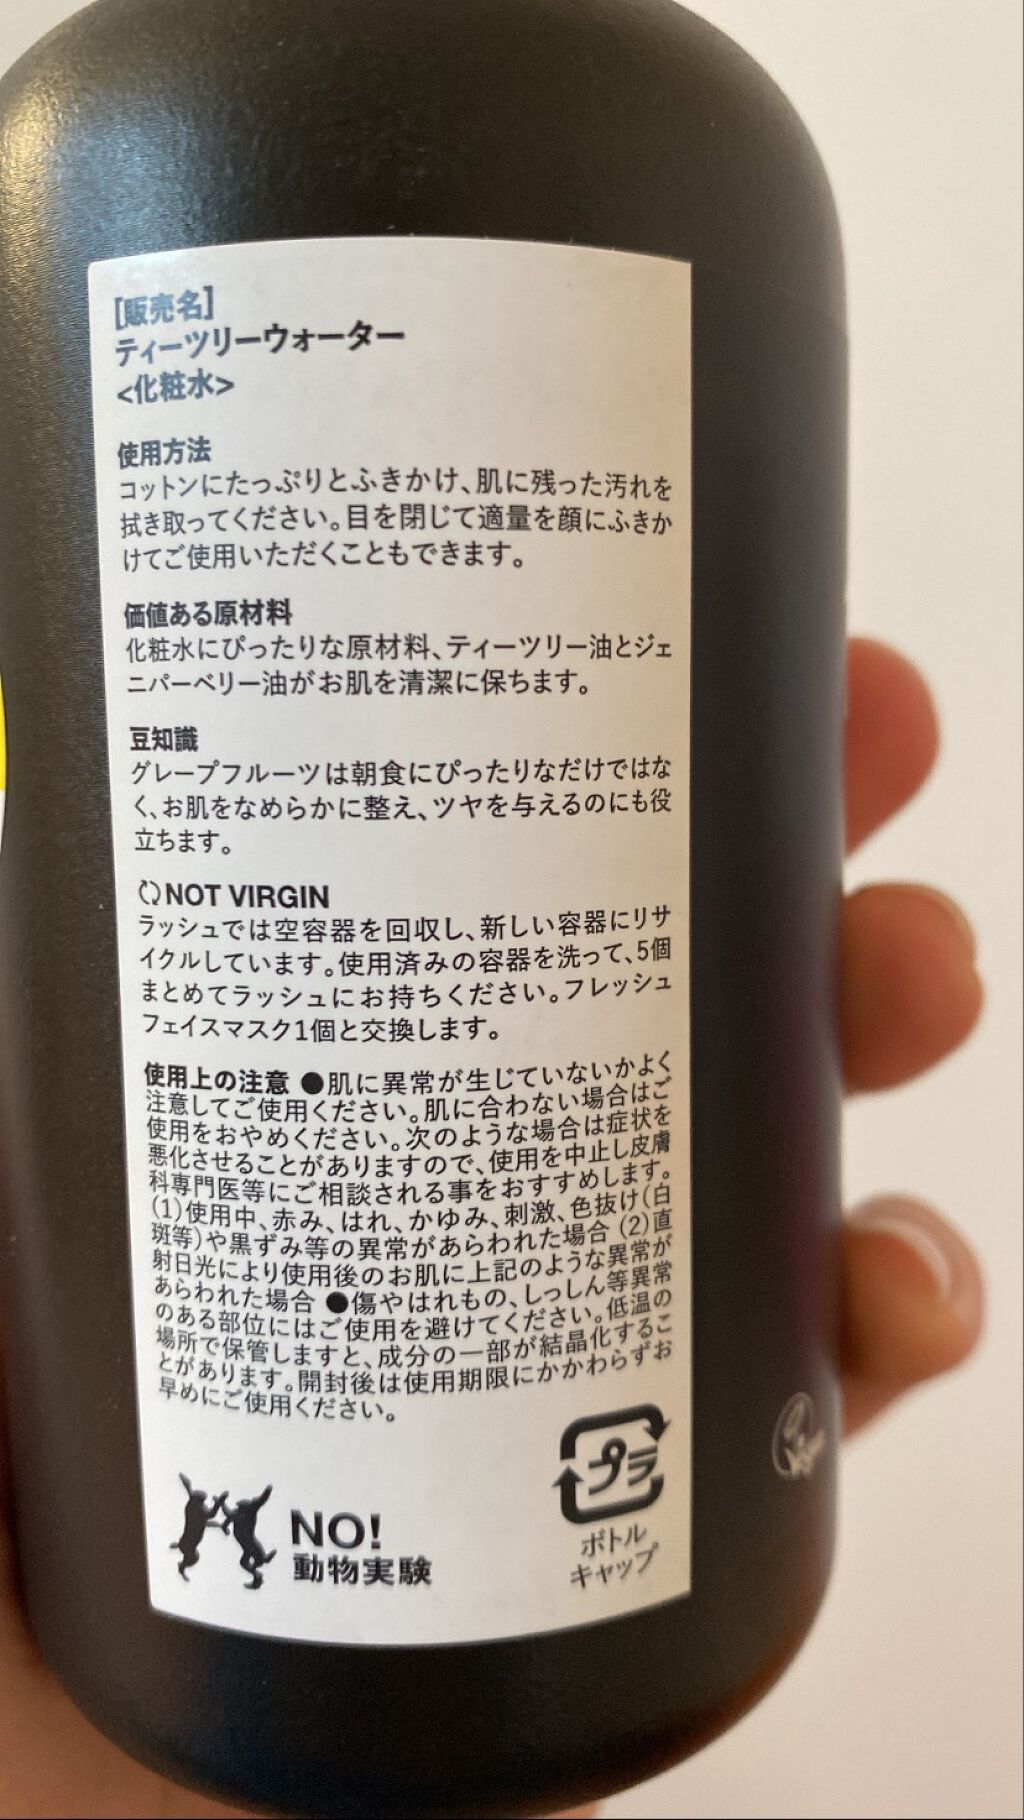 [販売名]
ティーツリーウォーター
<化粧水>
使用方法
コットンにたっぷりとふきかけ、肌に残った汚れを
拭き取ってください。目を閉じて適量を顔にふきか
けてご使用いただくこともできます。
価値ある原材料
化粧水にぴったりな原材料、ティーツリー油とジェ
ニパーベリー油がお肌を清潔に保ちます。
豆知識
グレープフルーツは朝食にぴったりなだけではな
く、お肌をなめらかに整え、ツヤを与えるのにも役
立ちます。
NOT VIRGIN
ラッシュでは空容器を回収し、新しい容器にリサ
イクルしています。使用済みの容器を洗って、5個
まとめてラッシュにお持ちください。フレッシュ
フェイスマスク1個と交換します。
使用上の注意 ●肌に異常が生じていないかよく
注意してご使用ください。肌に合わない場合はご
使用をおやめください。次のような場合は症状を
悪化させることがありますので、使用を中止し皮膚
科専門医等にご相談される事をおすすめします。
(1)使用中、赤み、はれ、かゆみ、刺激、色抜け(白
斑等)や黒ずみ等の異常があらわれた場合 (2)直
射日光により使用後のお肌に上記のような異常が
あらわれた場合 ●傷やはれもの、しっしん等異常
のある部位にはご使用を避けてください。低温の
場所で保管しますと、成分の一部が結晶化するこ
とがあります。開封後は使用期限にかかわらずお
早めにご使用ください。
NO!
動物実験
プラ
ボトル
キャップ